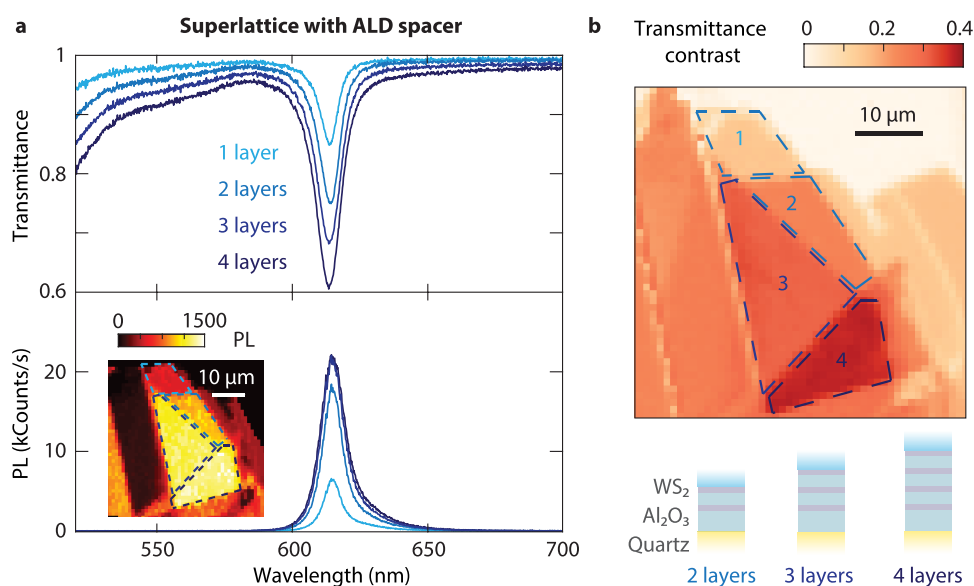 a
Superlattice with ALD spacer
1
0.8
0.6
Transmittance
1 layer
2 layers
3 layers
4 layers
0
1500
PL
10 μm
20
10
0
PL (kCounts/s)
550
600
650
700
Wavelength (nm)
b
Transmittance
contrast
0
0.2
0.4
10 μm
1
2
3
4
WS₂
Al₂O₃
Quartz
2 layers
3 layers
4 layers